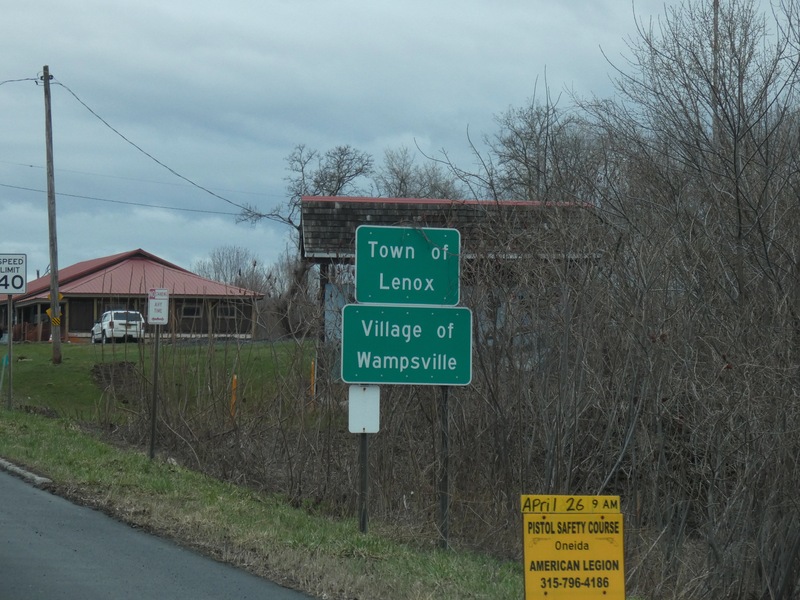 SPEED
LIMIT
40
Town of
Lenox
Village of
Wampsville
APril 26 9 AM
PISTOL SAFETY COURSE
Oneida
AMERICAN LEGION
315-796-4186